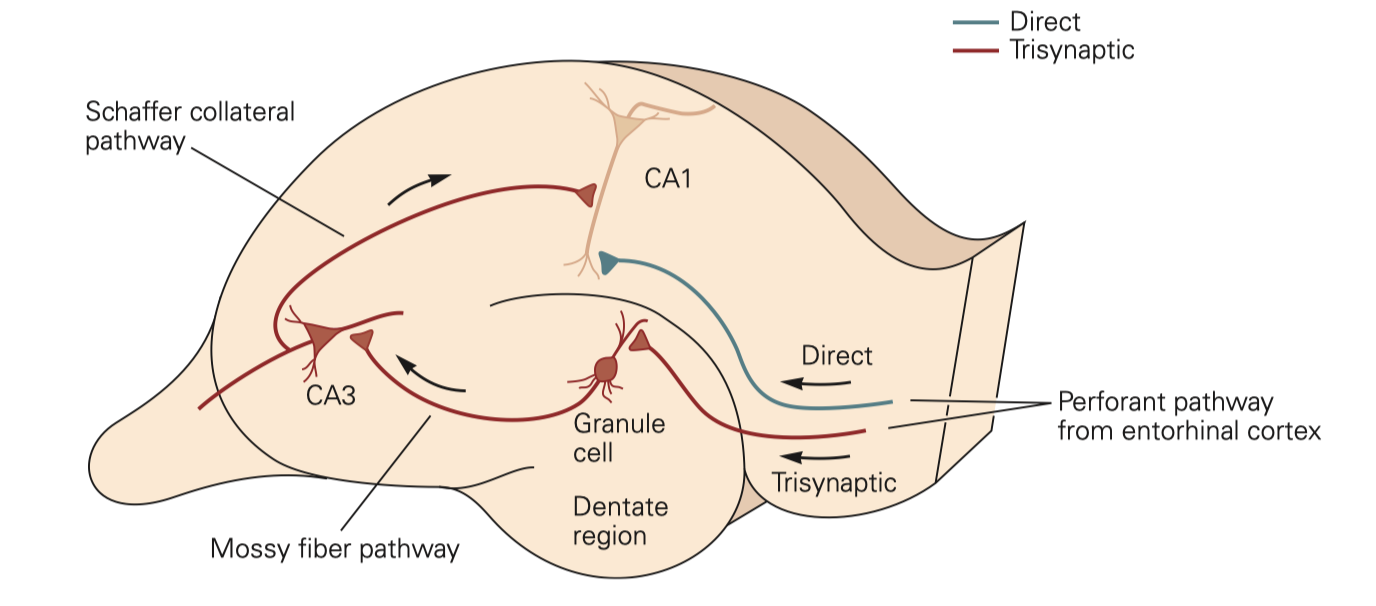 Direct
Trisynaptic
Schaffer collateral
pathway
CA1
Direct
CA3
Perforant pathway
from entorhinal cortex
Granule
cell
Trisynaptic
Dentate
region
Mossy fiber pathway